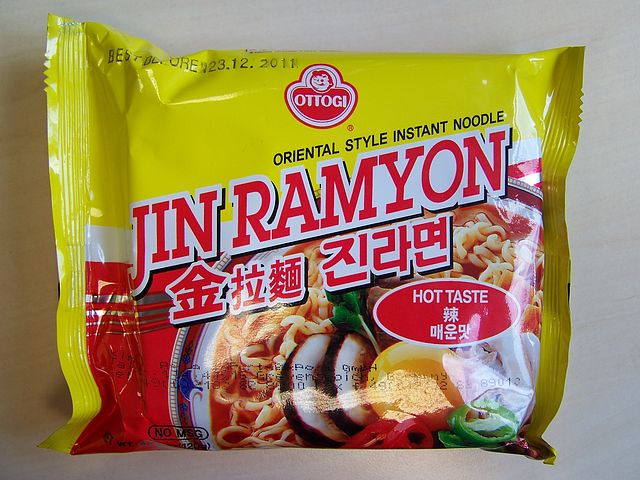 BEST BEFORE 23.12. 2011
OTTOGI
®
ORIENTAL STYLE INSTANT NOODLE
JIN RAMYON
金拉麵 진라면
HOT TASTE
辣
매운맛
NO MSG